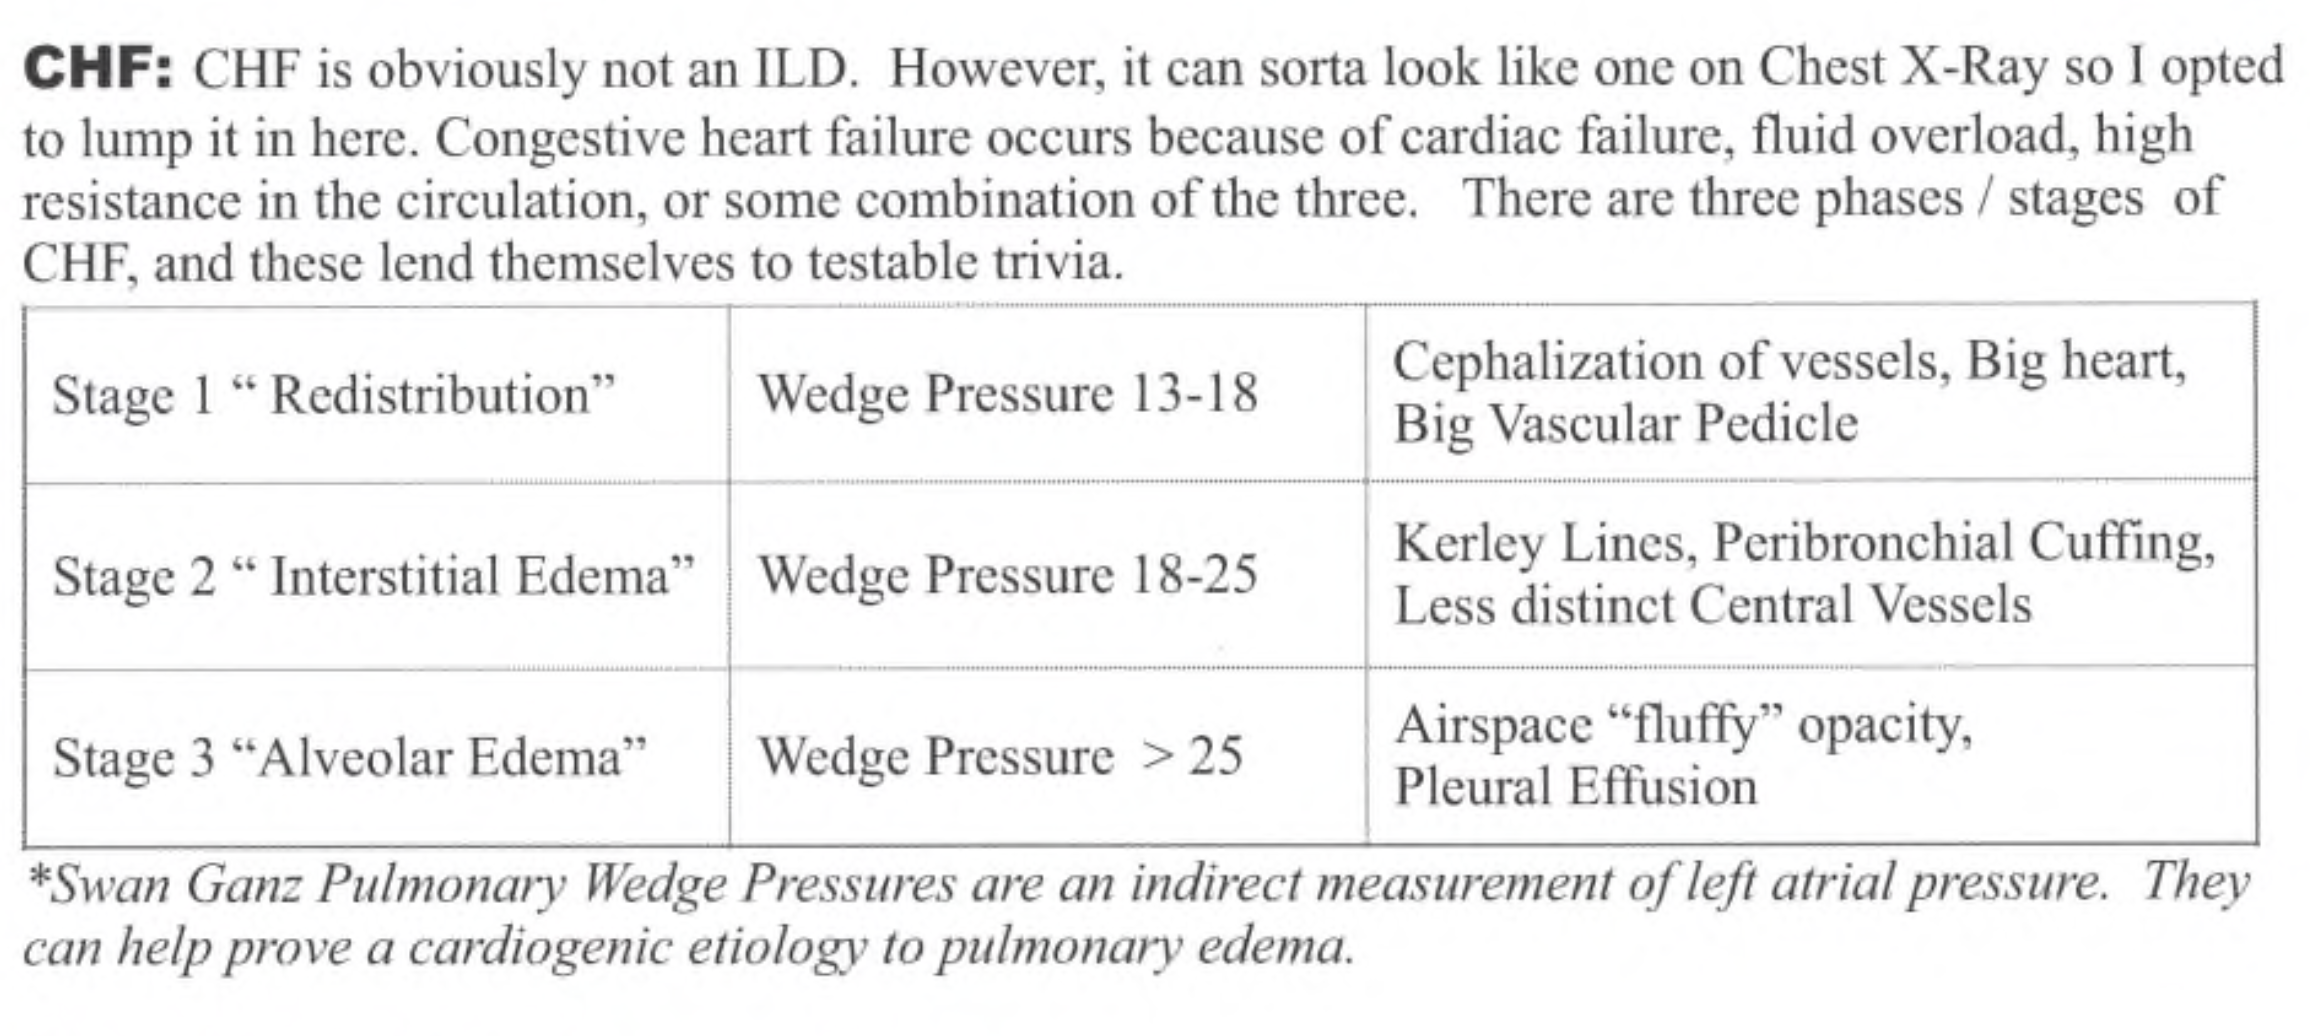 CHF: CHF is obviously not an ILD. However, it can sorta look like one on Chest X-Ray so I opted
to lump it in here. Congestive heart failure occurs because of cardiac failure, fluid overload, high
resistance in the circulation, or some combination of the three. There are three phases / stages of
CHF, and these lend themselves to testable trivia.
Stage 1 “ Redistribution”
Wedge Pressure 13-18
Cephalization of vessels, Big heart,
Big Vascular Pedicle
Stage 2 “ Interstitial Edema”
Wedge Pressure 18-25
Kerley Lines, Peribronchial Cuffing,
Less distinct Central Vessels
Stage 3 “Alveolar Edema”
Wedge Pressure > 25
Airspace “fluffy” opacity,
Pleural Effusion
*Swan Ganz Pulmonary Wedge Pressures are an indirect measurement of left atrial pressure. They
can help prove a cardiogenic etiology to pulmonary edema.